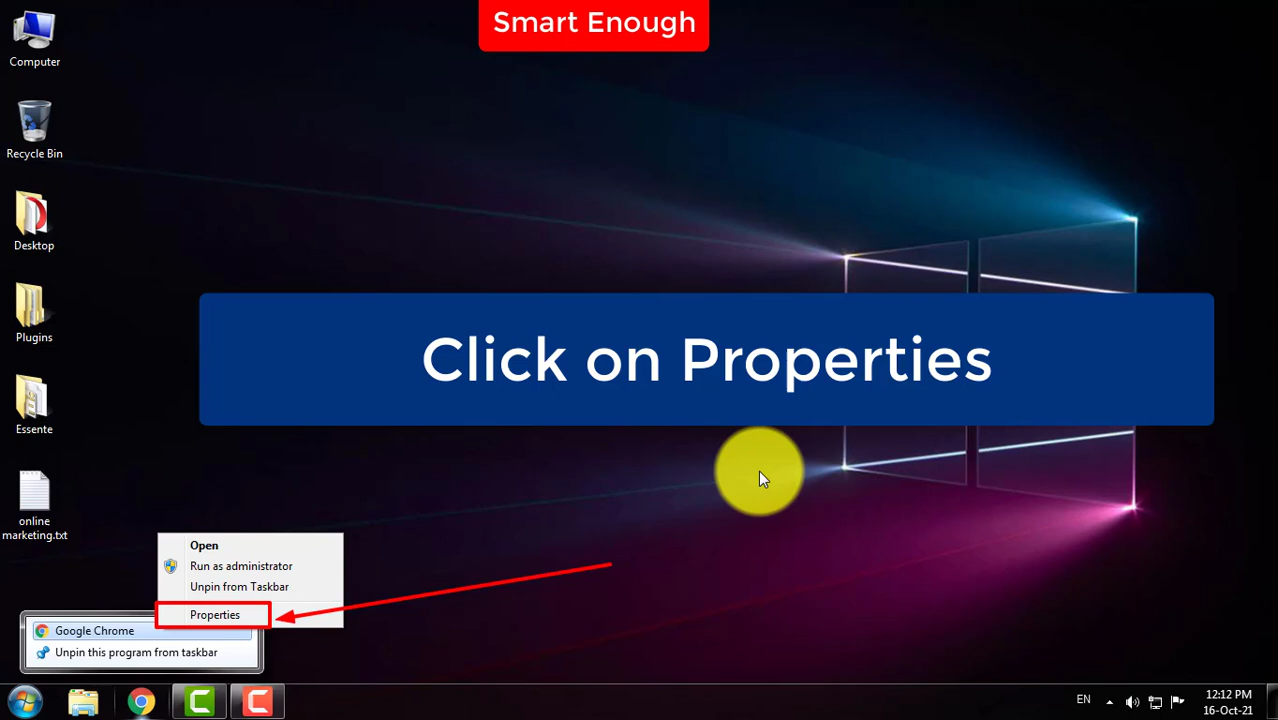 Smart Enough
Computer
Recycle Bin
Desktop
Plugins
Essente
online
marketing.txt
Click on Properties
Open
Run as administrator
Unpin from Taskbar
Properties
Google Chrome
Unpin this program from taskbar
EN
12:12 PM
16-Oct-21